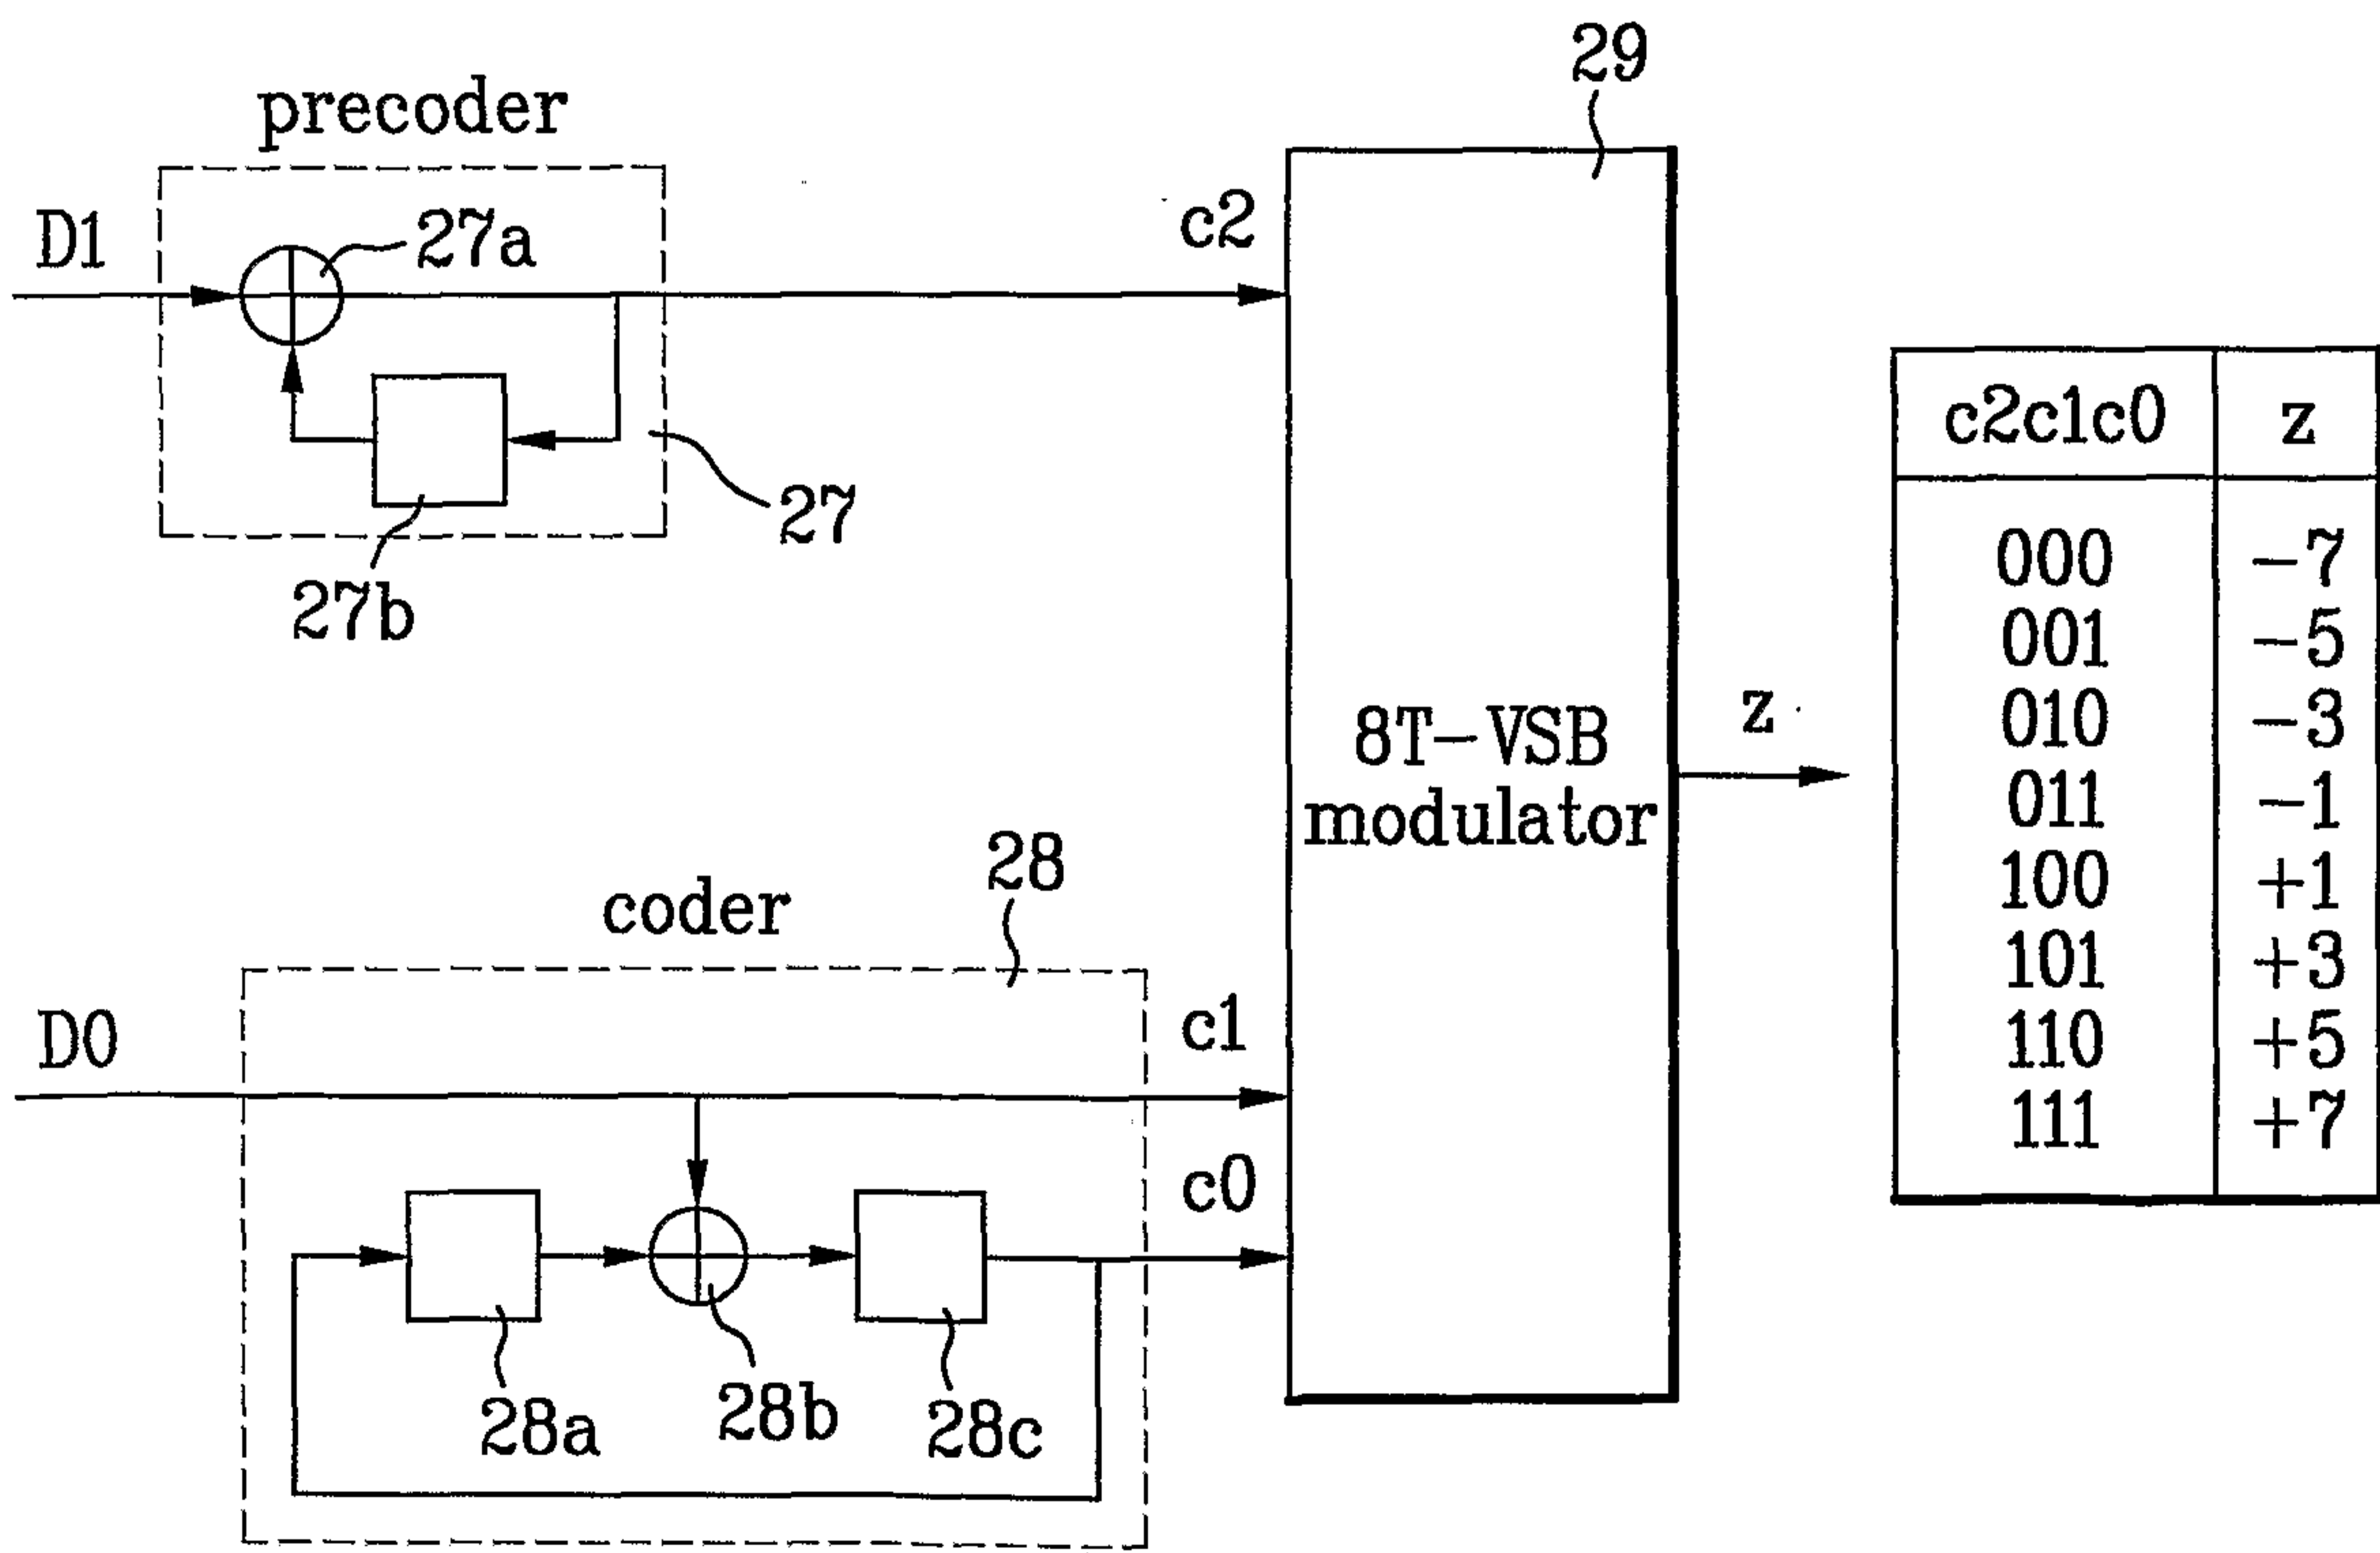 29
precoder
D1
27a
c2
27
27b
c2c1c0 z
000 -7
001 -5
010 -3
011 -1
100 +1
101 +3
110 +5
111 +7
8T-VSB
modulator
z
28
coder
D0
c1
c0
28a
28b
28c